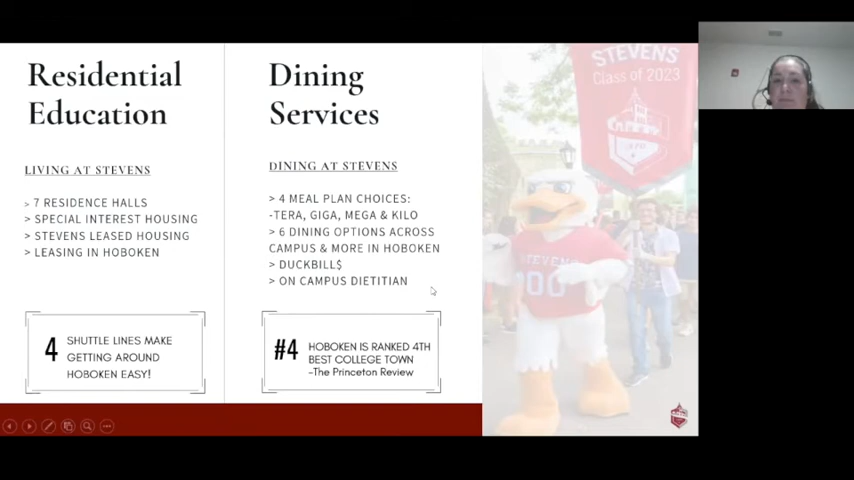 Residential
Education
LIVING AT STEVENS
> 7 RESIDENCE HALLS
> SPECIAL INTEREST HOUSING
> STEVENS LEASED HOUSING
> LEASING IN HOBOKEN
4
SHUTTLE LINES MAKE
GETTING AROUND
HOBOKEN EASY!
Dining
Services
DINING AT STEVENS
> 4 MEAL PLAN CHOICES:
-TERA, GIGA, MEGA & KILO
> 6 DINING OPTIONS ACROSS
CAMPUS & MORE IN HOBOKEN
> DUCKBILL$
> ON CAMPUS DIETITIAN
#4
HOBOKEN IS RANKED 4TH
BEST COLLEGE TOWN
-The Princeton Review
STEVENS
Class of 2023
STEVENS
00